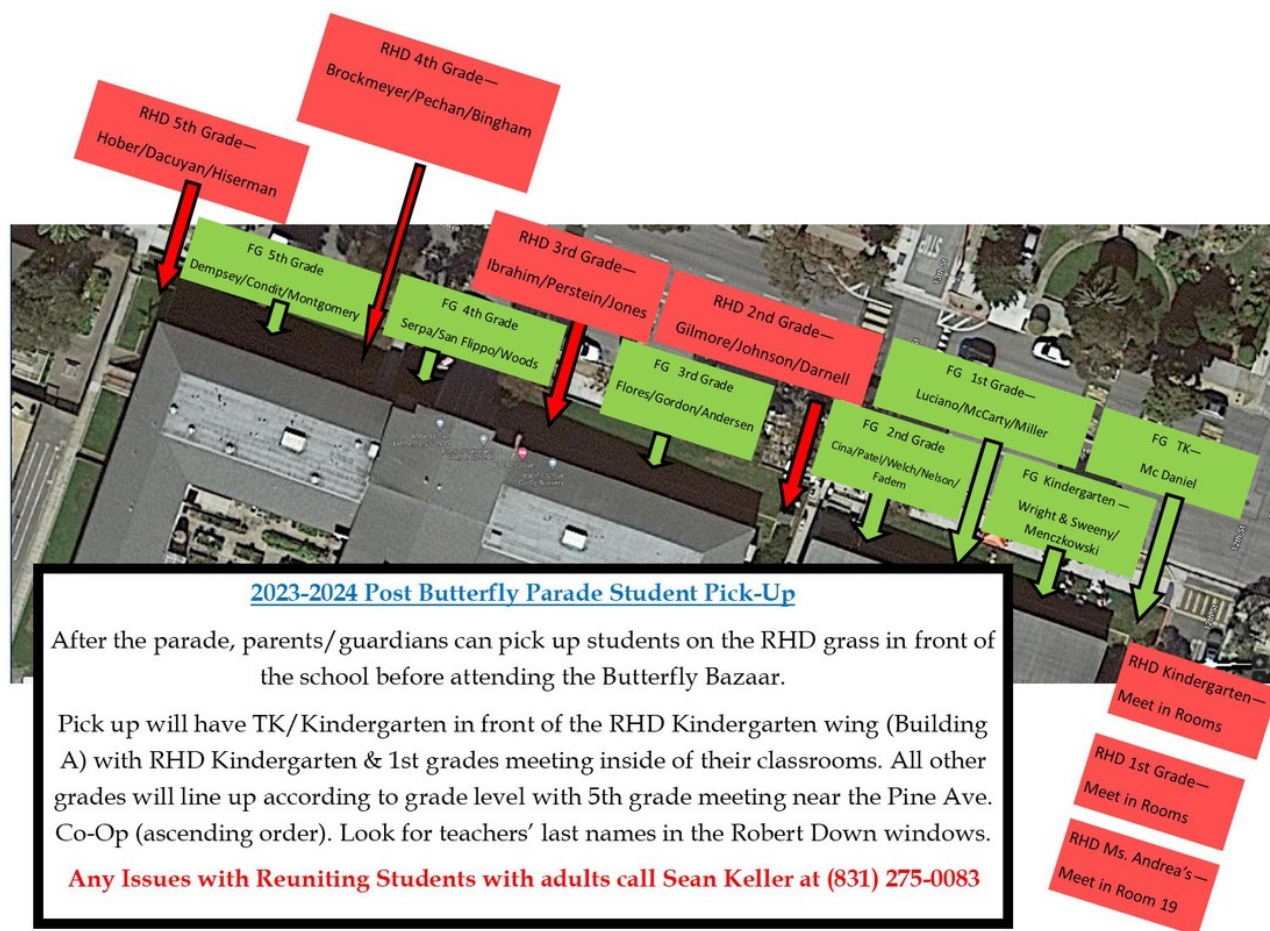 RHD 4th Grade—
Brockmeyer/Pechan/Bingham
RHD 5th Grade—
Hober/Dacuyan/Hiserman
FG 5th Grade
Dempsey/Condit/Montgomery
FG 4th Grade
Serpa/San Flippo/Woods
RHD 3rd Grade—
Ibrahim/Perstein/Jones
FG 3rd Grade
Flores/Gordon/Andersen
RHD 2nd Grade—
Gilmore/Johnson/Darnell
FG 2nd Grade
Cina/Patel/Welch/Nelson/
Fadem
FG 1st Grade—
Luciano/McCarty/Miller
FG Kindergarten —
Wright & Sweeny/
Menczkowski
FG TK—
Mc Daniel
STOP
13th St
12th St
12th St
RHD Kindergarten—
Meet in Rooms
RHD 1st Grade—
Meet in Rooms
RHD Ms. Andrea's—
Meet in Room 19
2023-2024 Post Butterfly Parade Student Pick-Up
After the parade, parents/guardians can pick up students on the RHD grass in front of
the school before attending the Butterfly Bazaar.
Pick up will have TK/Kindergarten in front of the RHD Kindergarten wing (Building
A) with RHD Kindergarten & 1st grades meeting inside of their classrooms. All other
grades will line up according to grade level with 5th grade meeting near the Pine Ave.
Co-Op (ascending order). Look for teachers' last names in the Robert Down windows.
Any Issues with Reuniting Students with adults call Sean Keller at (831) 275-0083